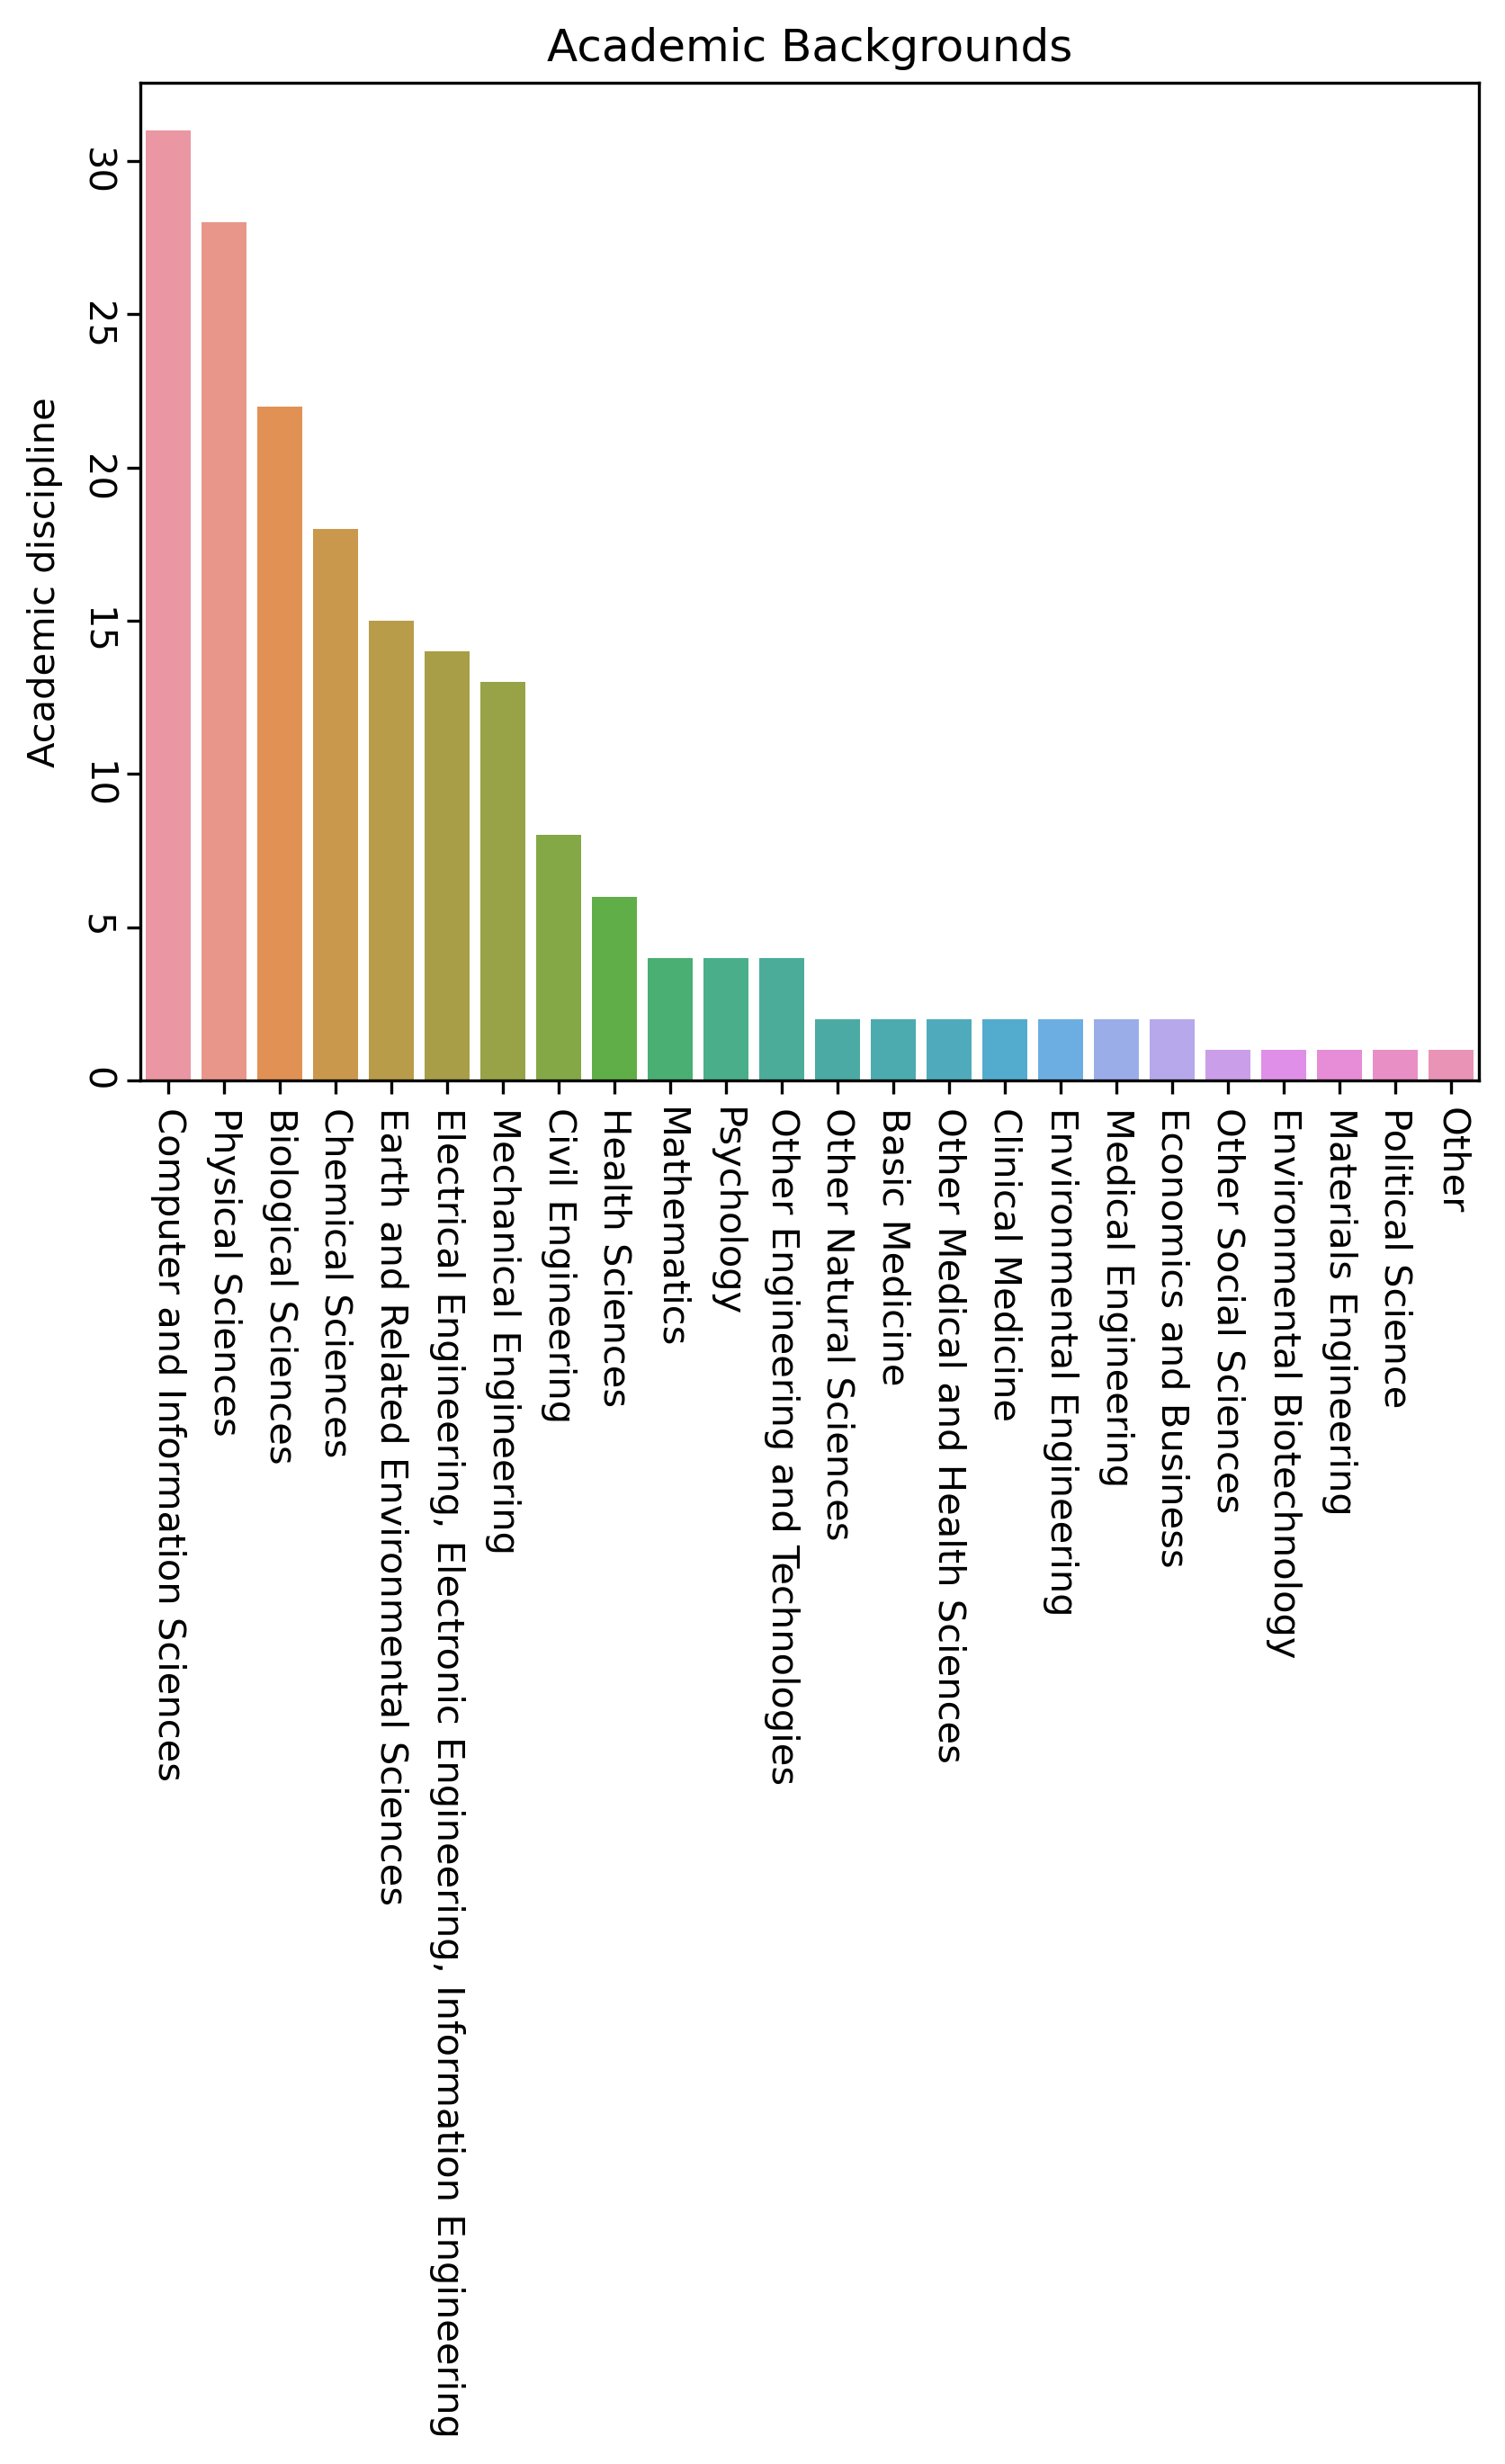 Academic Backgrounds
Academic discipline
30
25
20
15
10
5
0
Computer and Information Sciences
Physical Sciences
Biological Sciences
Chemical Sciences
Earth and Related Environmental Sciences
Electrical Engineering, Electronic Engineering, Information Engineering
Mechanical Engineering
Civil Engineering
Health Sciences
Mathematics
Psychology
Other Engineering and Technologies
Other Natural Sciences
Basic Medicine
Other Medical and Health Sciences
Clinical Medicine
Environmental Engineering
Medical Engineering
Economics and Business
Other Social Sciences
Environmental Biotechnology
Materials Engineering
Political Science
Other